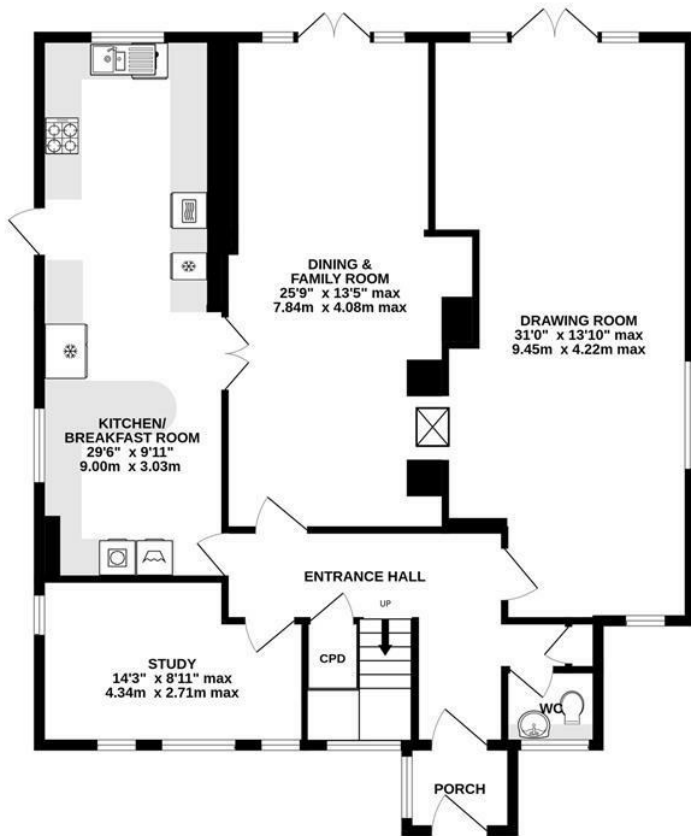 DINING &
FAMILY ROOM
25'9" x 13'5" max
7.84m x 4.08m max
DRAWING ROOM
31'0" x 13'10" max
9.45m x 4.22m max
KITCHEN/
BREAKFAST ROOM
29'6" x 9'11"
9.00m x 3.03m
ENTRANCE HALL
UP
CPD
STUDY
14'3" x 8'11" max
4.34m x 2.71m max
WC
PORCH